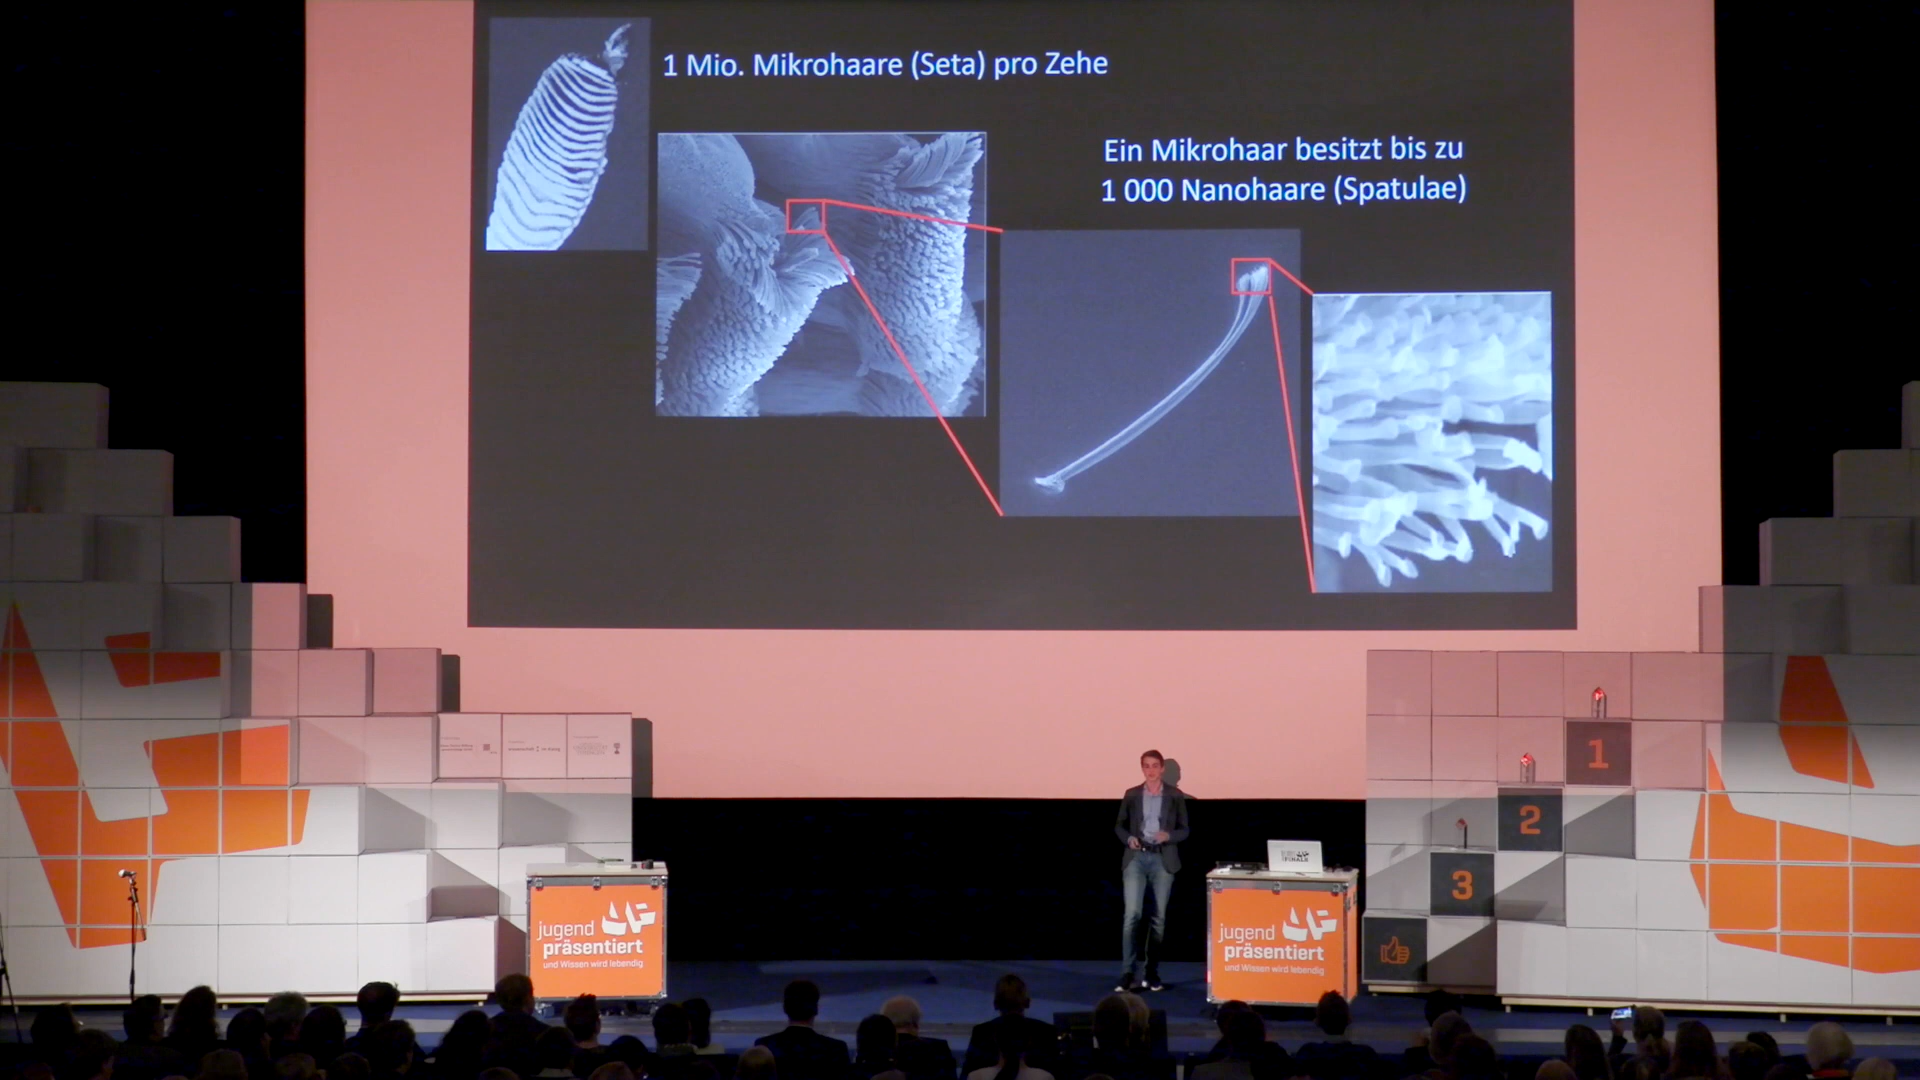 1 Mio. Mikrohaare (Seta) pro Zehe
Ein Mikrohaar besitzt bis zu
1 000 Nanohaare (Spatulae)
1
2
3
jugend
präsentiert
und Wissen wird lebendig
FINALE
jugend
präsentiert
und Wissen wird lebendig